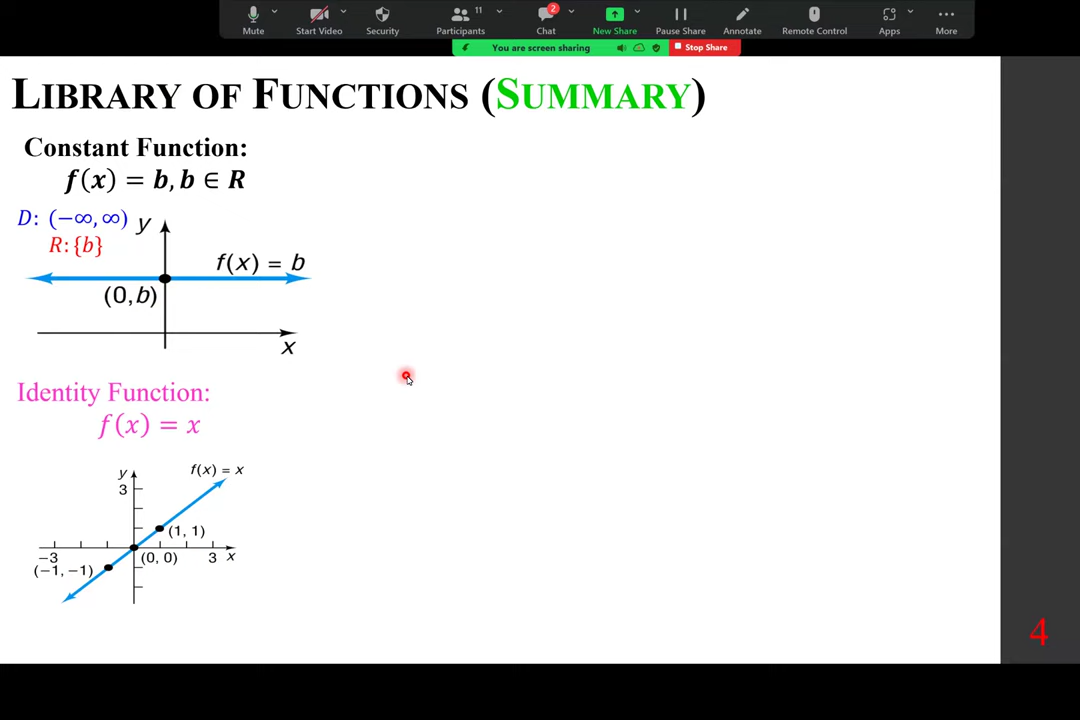 11
2
Mute
Start Video
Security
Participants
Chat
New Share
Pause Share
Annotate
Remote Control
Apps
More
You are screen sharing
Stop Share
LIBRARY OF FUNCTIONS (SUMMARY)
Constant Function:
f(x) = b, b ∈ R
D: (−∞, ∞)
R: {b}
y
f(x) = b
(0, b)
x
Identity Function:
f(x) = x
y
f(x) = x
3
(1, 1)
−3
(0, 0)
3
x
(−1, −1)
4